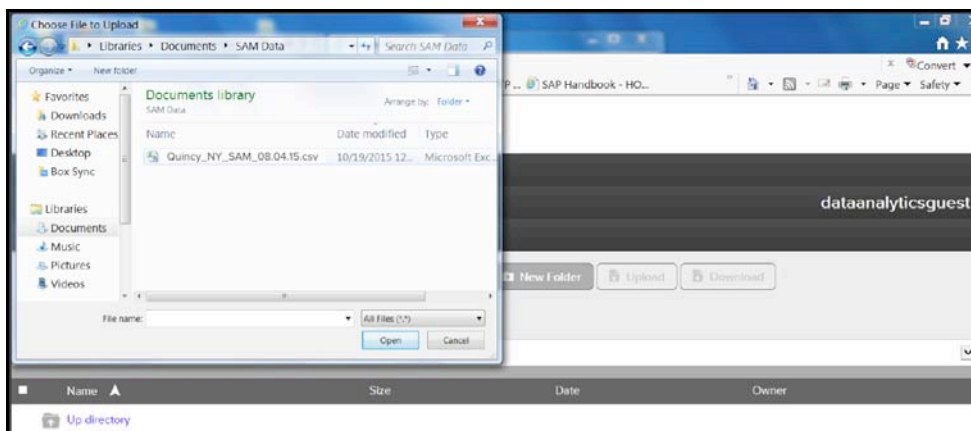 Choose File to Upload
Libraries ▸ Documents ▸ SAM Data
Search SAM Data
Organize
New folder
Favorites
Downloads
Recent Places
Desktop
Box Sync
Libraries
Documents
Music
Pictures
Videos
Documents library
SAM Data
Arrange by: Folder
Name Date modified Type
Quincy_NY_SAM_08.04.15.csv 10/19/2015 12... Microsoft Exc...
File name:
All Files (*.*)
Open Cancel
Convert
P... SAP Handbook - HO...
Page Safety
dataanalyticsguest
New Folder Upload Download
Name Size Date Owner
Up directory